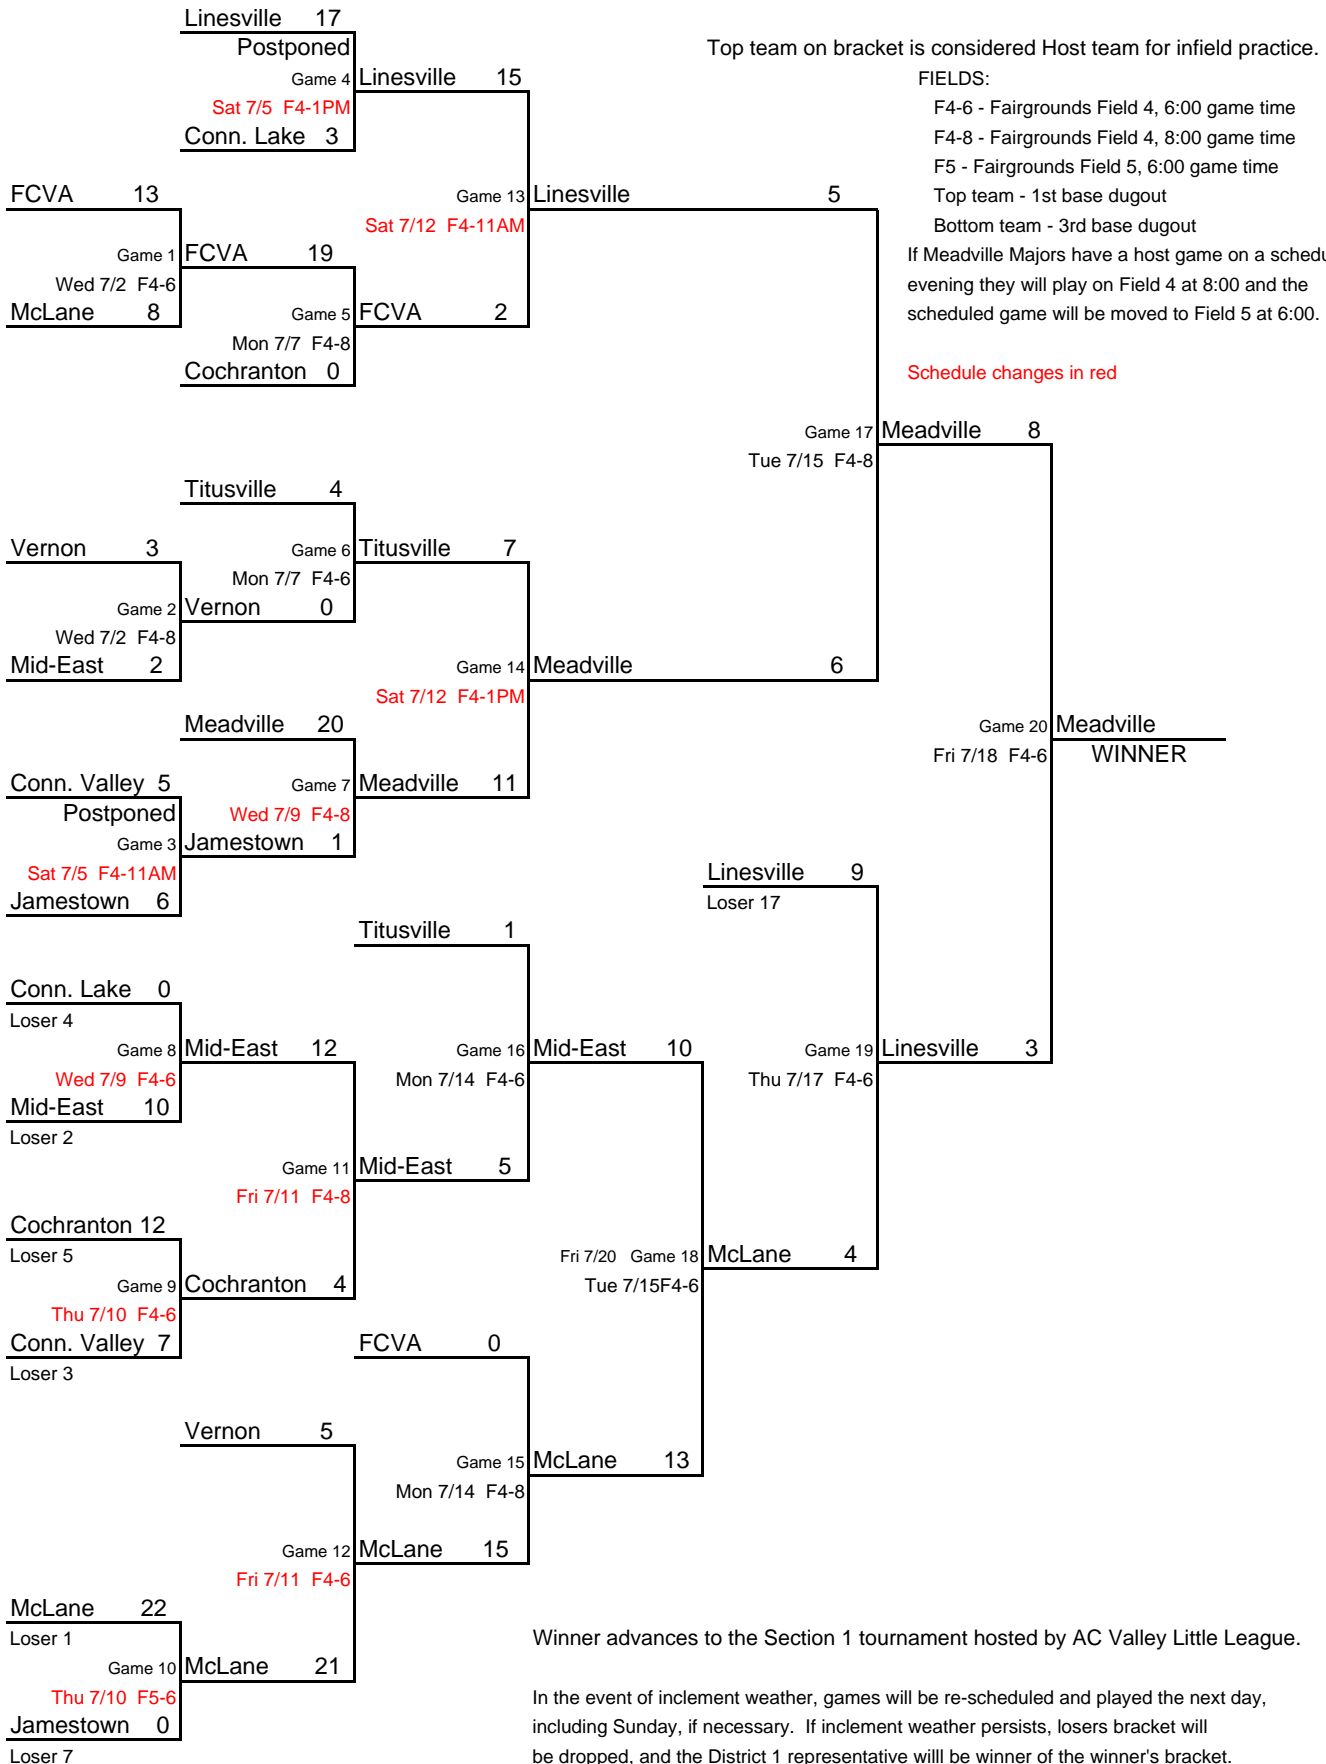 Linesville 17
Postponed
Top team on bracket is considered Host team for infield practice.
Game 4 Linesville 15
FIELDS:
Sat 7/5 F4-1PM
F4-6 - Fairgrounds Field 4, 6:00 game time
Conn. Lake 3
F4-8 - Fairgrounds Field 4, 8:00 game time
F5 - Fairgrounds Field 5, 6:00 game time
FCVA 13
Game 13 Linesville 5
Top team - 1st base dugout
Sat 7/12 F4-11AM
Bottom team - 3rd base dugout
Game 1 FCVA 19
If Meadville Majors have a host game on a schedu
Wed 7/2 F4-6
evening they will play on Field 4 at 8:00 and the
McLane 8
Game 5 FCVA 2
scheduled game will be moved to Field 5 at 6:00.
Mon 7/7 F4-8
Cochranton 0
Schedule changes in red
Game 17 Meadville 8
Tue 7/15 F4-8
Titusville 4
Vernon 3
Game 6 Titusville 7
Mon 7/7 F4-6
Game 2 Vernon 0
Wed 7/2 F4-8
Mid-East 2
Game 14 Meadville 6
Sat 7/12 F4-1PM
Meadville 20
Game 20 Meadville
Fri 7/18 F4-6 WINNER
Conn. Valley 5
Game 7 Meadville 11
Postponed
Wed 7/9 F4-8
Game 3 Jamestown 1
Sat 7/5 F4-11AM
Linesville 9
Jamestown 6
Loser 17
Titusville 1
Conn. Lake 0
Loser 4
Game 8 Mid-East 12
Game 16 Mid-East 10
Game 19 Linesville 3
Wed 7/9 F4-6
Mon 7/14 F4-6
Thu 7/17 F4-6
Mid-East 10
Loser 2
Game 11 Mid-East 5
Fri 7/11 F4-8
Cochranton 12
Loser 5
Fri 7/20 Game 18 McLane 4
Game 9 Cochranton 4
Tue 7/15F4-6
Thu 7/10 F4-6
Conn. Valley 7
FCVA 0
Loser 3
Vernon 5
Game 15 McLane 13
Mon 7/14 F4-8
Game 12 McLane 15
Fri 7/11 F4-6
McLane 22
Loser 1
Winner advances to the Section 1 tournament hosted by AC Valley Little League.
Game 10 McLane 21
Thu 7/10 F5-6
In the event of inclement weather, games will be re-scheduled and played the next day,
Jamestown 0
including Sunday, if necessary. If inclement weather persists, losers bracket will
Loser 7
be dropped, and the District 1 representative willl be winner of the winner's bracket.